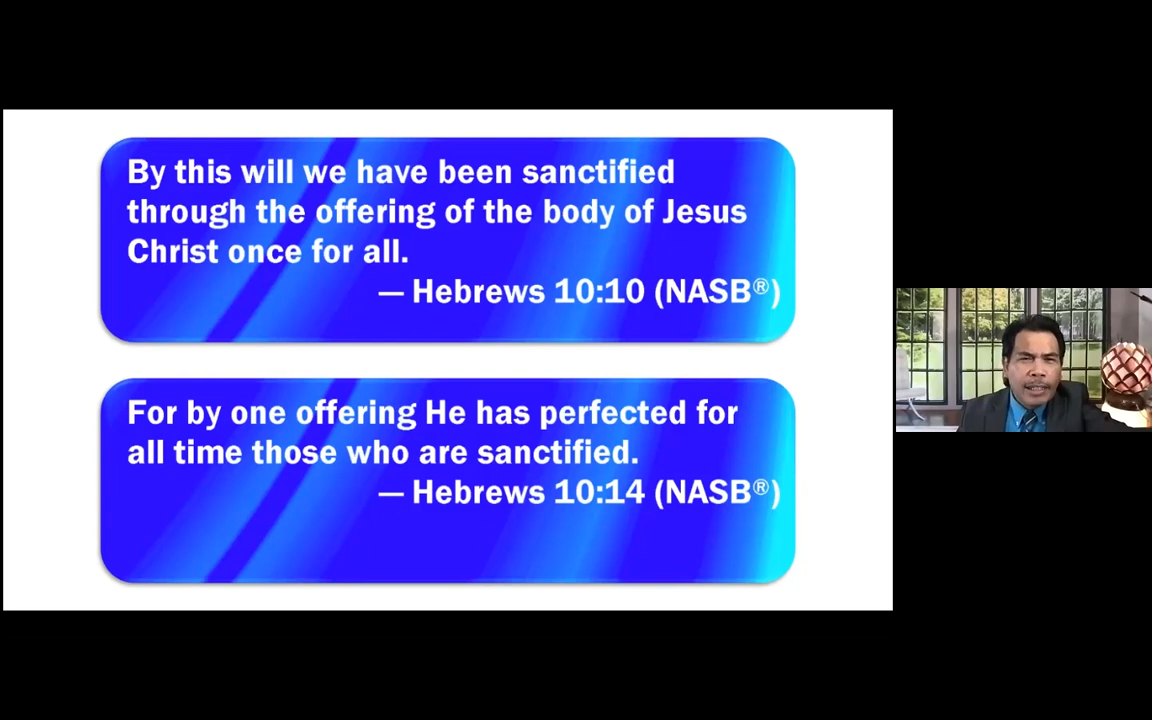 By this will we have been sanctified
through the offering of the body of Jesus
Christ once for all.
— Hebrews 10:10 (NASB®)
For by one offering He has perfected for
all time those who are sanctified.
— Hebrews 10:14 (NASB®)